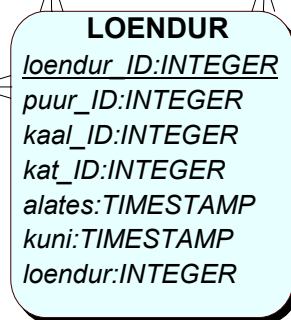 LOENDUR
loendur_ID:INTEGER
puur_ID:INTEGER
kaal_ID:INTEGER
kat_ID:INTEGER
alates:TIMESTAMP
kuni:TIMESTAMP
loendur:INTEGER